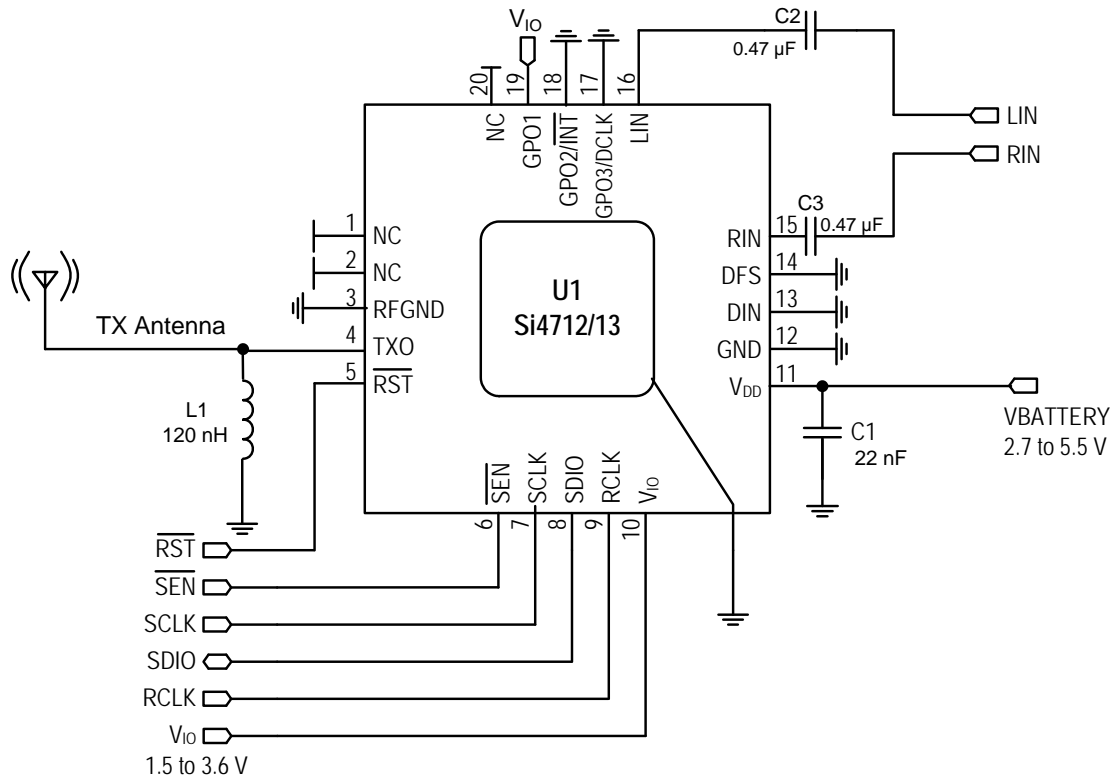 V_IO
C2
0.47 µF
20
19
18
17
16
NC
GPO1
GPO2/INT
GPO3/DCLK
LIN
LIN
RIN
C3
0.47 µF
1
NC
2
NC
3
RFGND
4
TXO
5
RST
TX Antenna
U1
Si4712/13
RIN
15
DFS
14
DIN
13
GND
12
V_DD
11
L1
120 nH
C1
22 nF
VBATTERY
2.7 to 5.5 V
SEN
SCLK
SDIO
RCLK
V_IO
6
7
8
9
10
RST
SEN
SCLK
SDIO
RCLK
V_IO
1.5 to 3.6 V